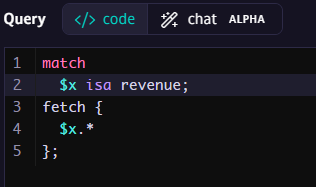 Query </> code chat ALPHA
1 match
2 $x isa revenue;
3 fetch {
4 $x.*
5 };